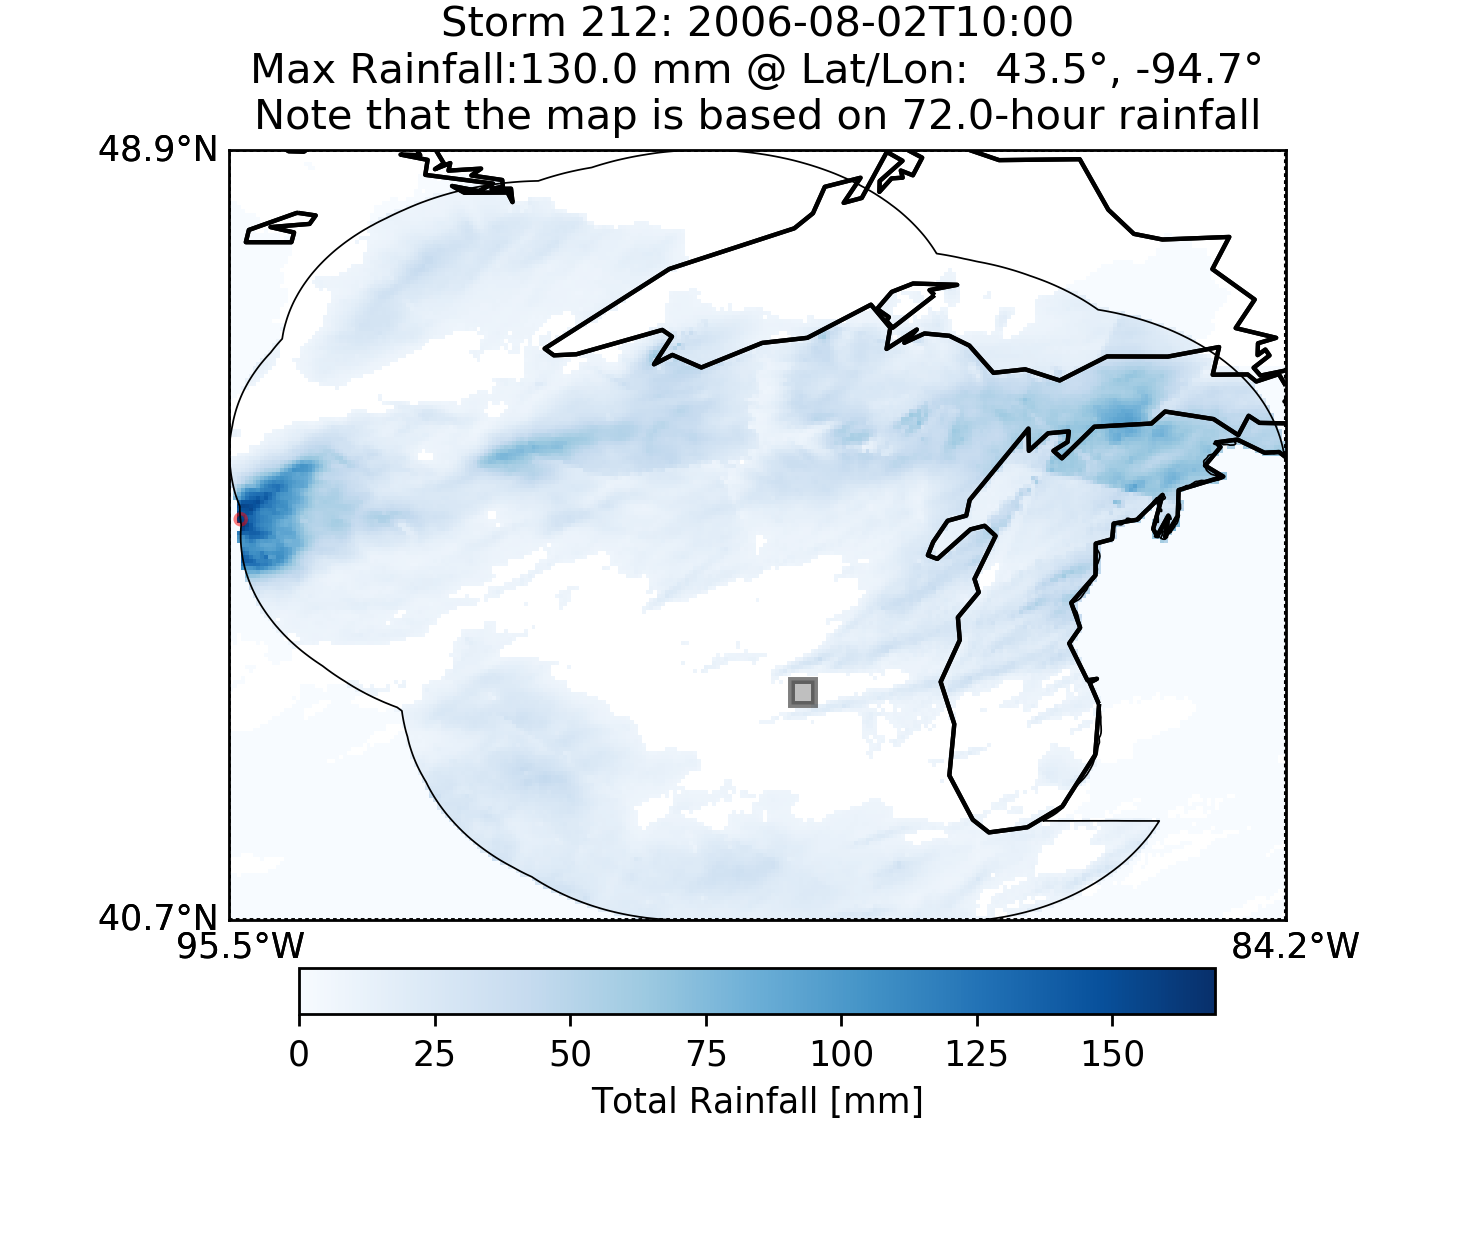 Storm 212: 2006-08-02T10:00
Max Rainfall:130.0 mm @ Lat/Lon:  43.5°, -94.7°
Note that the map is based on 72.0-hour rainfall
48.9°N
40.7°N
95.5°W 84.2°W
0 25 50 75 100 125 150
Total Rainfall [mm]